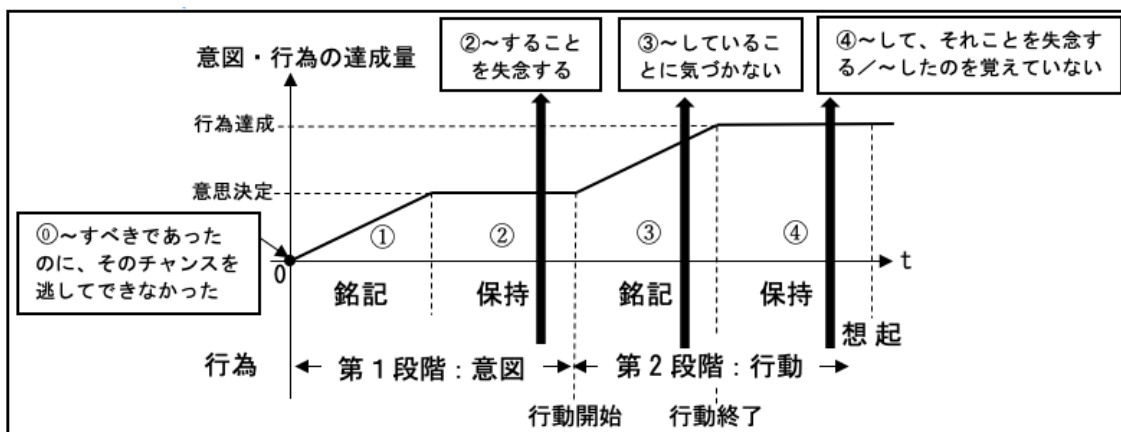 ②～すること
を失念する
③～しているこ
とに気づかない
④～して、それことを失念す
る／～したのを覚えていない
意図・行為の達成量
行為達成
意思決定
⓪～すべきであった
のに、そのチャンスを
逃してできなかった
① ② ③ ④
0
t
銘記 保持 銘記 保持
想起
行為 第１段階：意図 第２段階：行動
行動開始 行動終了